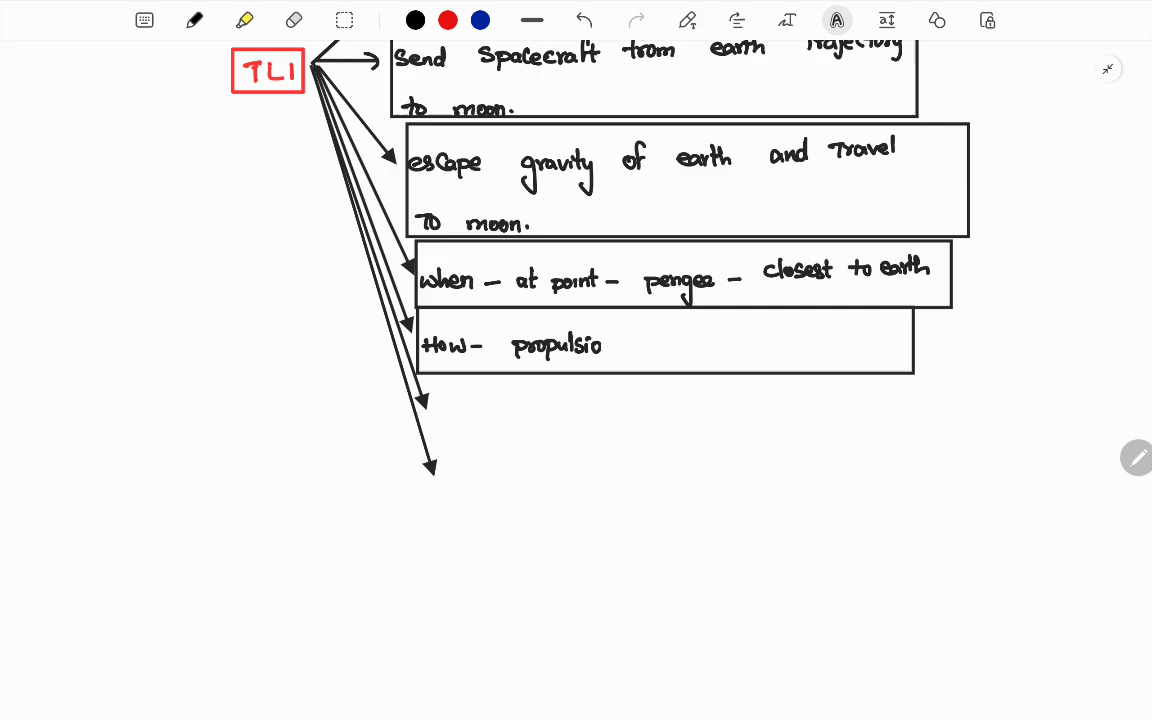 TLI
Send Spacecraft from earth Trajectory
to moon.
escape gravity of earth and Travel
To moon.
when - at point - perigee - closest to earth
How - propulsio